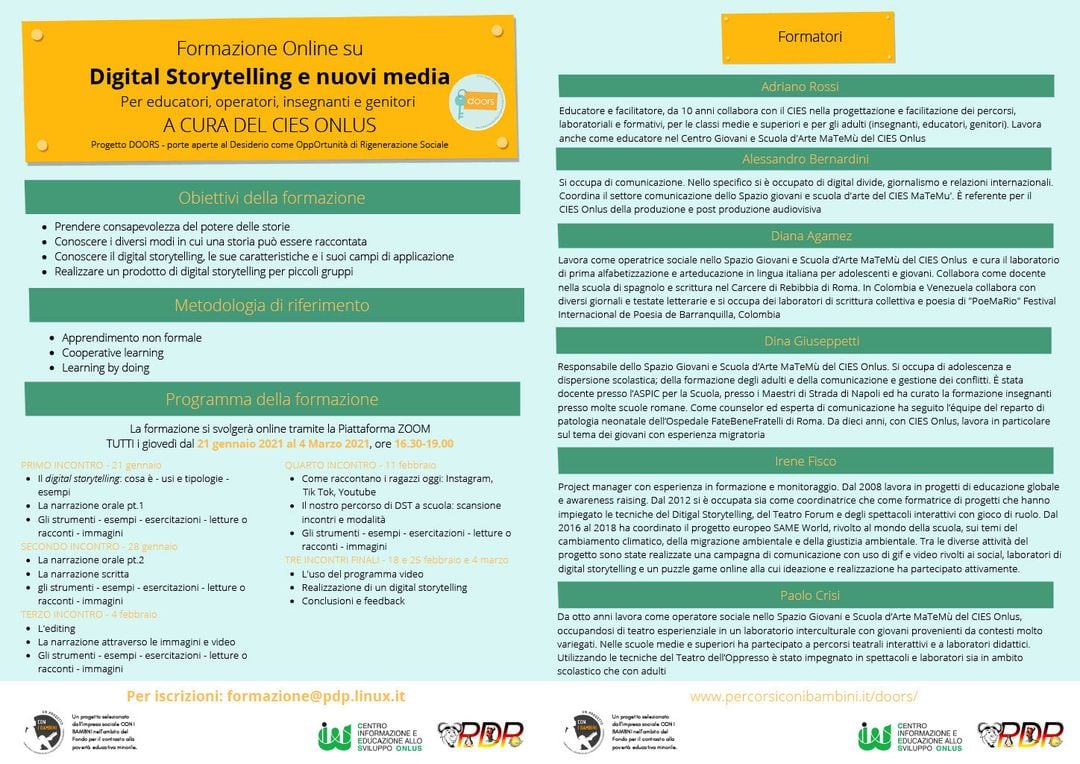 Formazione Online su
Digital Storytelling e nuovi media
Per educatori, operatori, insegnanti e genitori
A CURA DEL CIES ONLUS
Progetto DOORS - porte aperte al Desiderio come OppOrtunità di Rigenerazione Sociale
doors
Obiettivi della formazione
• Prendere consapevolezza del potere delle storie
• Conoscere i diversi modi in cui una storia può essere raccontata
• Conoscere il digital storytelling, le sue caratteristiche e i suoi campi di applicazione
• Realizzare un prodotto di digital storytelling per piccoli gruppi
Metodologia di riferimento
• Apprendimento non formale
• Cooperative learning
• Learning by doing
Programma della formazione
La formazione si svolgerà online tramite la Piattaforma ZOOM
TUTTI i giovedì dal 21 gennaio 2021 al 4 Marzo 2021, ore 16.30-19.00
PRIMO INCONTRO - 21 gennaio
• Il digital storytelling: cosa è - usi e tipologie -
esempi
• La narrazione orale pt.1
• Gli strumenti - esempi - esercitazioni - letture o
racconti - immagini
SECONDO INCONTRO - 28 gennaio
• La narrazione orale pt.2
• La narrazione scritta
• gli strumenti - esempi - esercitazioni - letture o
racconti - immagini
TERZO INCONTRO - 4 febbraio
• L'editing
• La narrazione attraverso le immagini e video
• Gli strumenti - esempi - esercitazioni - letture o
racconti - immagini
QUARTO INCONTRO - 11 febbraio
• Come raccontano i ragazzi oggi: Instagram,
Tik Tok, Youtube
• Il nostro percorso di DST a scuola: scansione
incontri e modalità
• Gli strumenti - esempi - esercitazioni - letture o
racconti - immagini
TRE INCONTRI FINALI - 18 e 25 febbraio e 4 marzo
• L'uso del programma video
• Realizzazione di un digital storytelling
• Conclusioni e feedback
Per iscrizioni: formazione@pdp.linux.it
CON I BAMBINI
Un progetto selezionato
dall'impresa sociale CON I
BAMBINI nell'ambito del
Fondo per il contrasto alla
povertà educativa minorile.
CENTRO
INFORMAZIONE E
EDUCAZIONE ALLO
SVILUPPO ONLUS
PDP
Formatori
Adriano Rossi
Educatore e facilitatore, da 10 anni collabora con il CIES nella progettazione e facilitazione dei percorsi,
laboratoriali e formativi, per le classi medie e superiori e per gli adulti (insegnanti, educatori, genitori). Lavora
anche come educatore nel Centro Giovani e Scuola d'Arte MaTeMù del CIES Onlus
Alessandro Bernardini
Si occupa di comunicazione. Nello specifico si è occupato di digital divide, giornalismo e relazioni internazionali.
Coordina il settore comunicazione dello Spazio giovani e scuola d'arte del CIES MaTeMu'. È referente per il
CIES Onlus della produzione e post produzione audiovisiva
Diana Agamez
Lavora come operatrice sociale nello Spazio Giovani e Scuola d'Arte MaTeMù del CIES Onlus e cura il laboratorio
di prima alfabetizzazione e arteducazione in lingua italiana per adolescenti e giovani. Collabora come docente
nella scuola di spagnolo e scrittura nel Carcere di Rebibbia di Roma. In Colombia e Venezuela collabora con
diversi giornali e testate letterarie e si occupa dei laboratori di scrittura collettiva e poesia di "PoeMaRio" Festival
Internacional de Poesia de Barranquilla, Colombia
Dina Giuseppetti
Responsabile dello Spazio Giovani e Scuola d'Arte MaTeMù del CIES Onlus. Si occupa di adolescenza e
dispersione scolastica; della formazione degli adulti e della comunicazione e gestione dei conflitti. È stata
docente presso l'ASPIC per la Scuola, presso i Maestri di Strada di Napoli ed ha curato la formazione insegnanti
presso molte scuole romane. Come counselor ed esperta di comunicazione ha seguito l'équipe del reparto di
patologia neonatale dell'Ospedale FateBeneFratelli di Roma. Da dieci anni, con CIES Onlus, lavora in particolare
sul tema dei giovani con esperienza migratoria
Irene Fisco
Project manager con esperienza in formazione e monitoraggio. Dal 2008 lavora in progetti di educazione globale
e awareness raising. Dal 2012 si è occupata sia come coordinatrice che come formatrice di progetti che hanno
impiegato le tecniche del Ditigal Storytelling, del Teatro Forum e degli spettacoli interattivi con gioco di ruolo. Dal
2016 al 2018 ha coordinato il progetto europeo SAME World, rivolto al mondo della scuola, sui temi del
cambiamento climatico, della migrazione ambientale e della giustizia ambientale. Tra le diverse attività del
progetto sono state realizzate una campagna di comunicazione con uso di gif e video rivolti ai social, laboratori di
digital storytelling e un puzzle game online alla cui ideazione e realizzazione ha partecipato attivamente.
Paolo Crisi
Da otto anni lavora come operatore sociale nello Spazio Giovani e Scuola d'Arte MaTeMù del CIES Onlus,
occupandosi di teatro esperienziale in un laboratorio interculturale con giovani provenienti da contesti molto
variegati. Nelle scuole medie e superiori ha partecipato a percorsi teatrali interattivi e a laboratori didattici.
Utilizzando le tecniche del Teatro dell'Oppresso è stato impegnato in spettacoli e laboratori sia in ambito
scolastico che con adulti
www.percorsiconibambini.it/doors/
CON I BAMBINI
Un progetto selezionato
dall'impresa sociale CON I
BAMBINI nell'ambito del
Fondo per il contrasto alla
povertà educativa minorile.
CENTRO
INFORMAZIONE E
EDUCAZIONE ALLO
SVILUPPO ONLUS
PDP